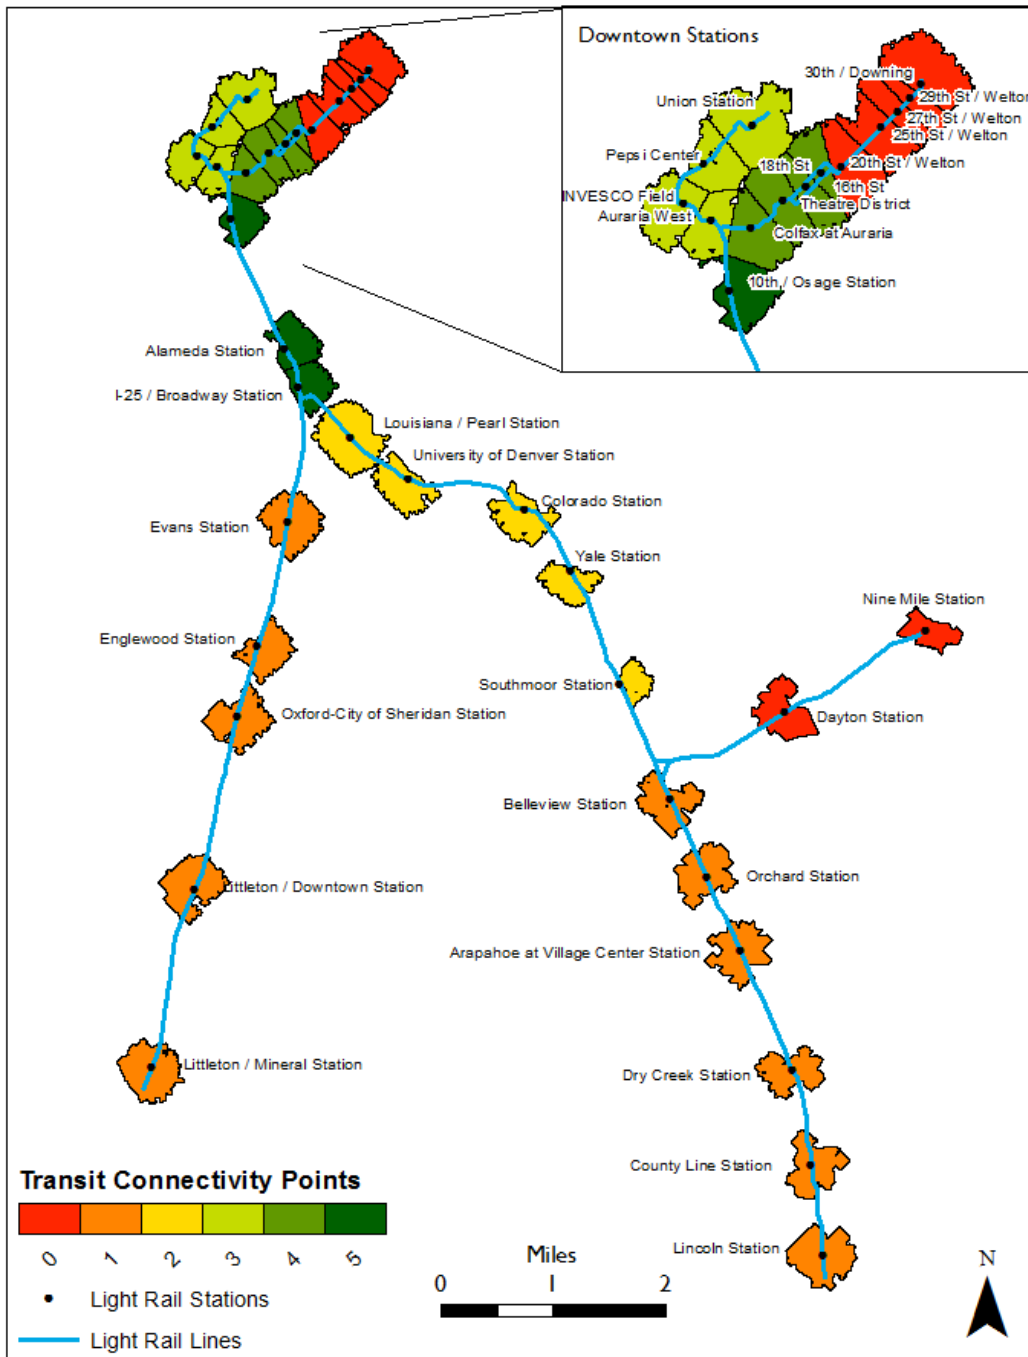 Downtown Stations
30th / Downing
Union Station
29th St / Welton
27th St / Welton
25th St / Welton
Pepsi Center
18th St
20th St / Welton
16th St
INVESCO Field
Theatre District
Auraria West
Colfax at Auraria
10th / Osage Station
Alameda Station
I-25 / Broadway Station
Louisiana / Pearl Station
University of Denver Station
Colorado Station
Evans Station
Yale Station
Nine Mile Station
Englewood Station
Southmoor Station
Oxford-City of Sheridan Station
Dayton Station
Belleview Station
Orchard Station
Littleton / Downtown Station
Arapahoe at Village Center Station
Littleton / Mineral Station
Dry Creek Station
County Line Station
Lincoln Station
Transit Connectivity Points
0 1 2 3 4 5
Light Rail Stations
Light Rail Lines
Miles
0 1 2
N